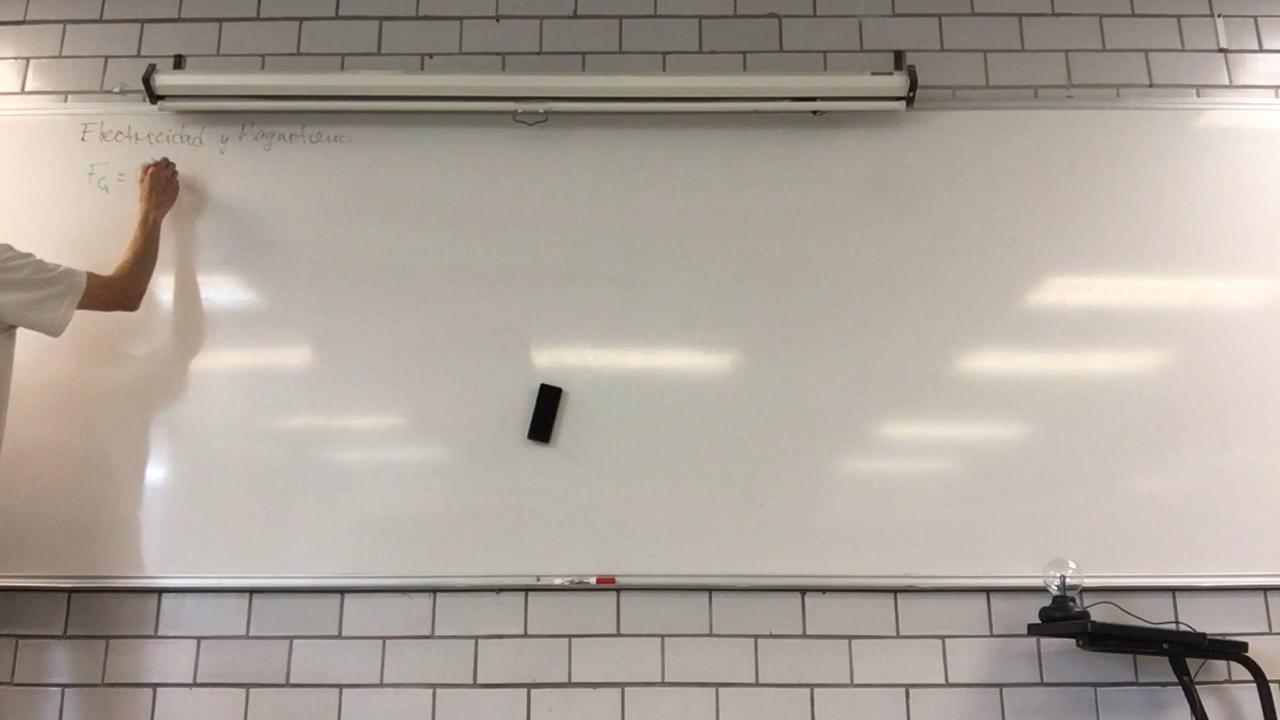 Electricidad y Magnetismo
F_G =